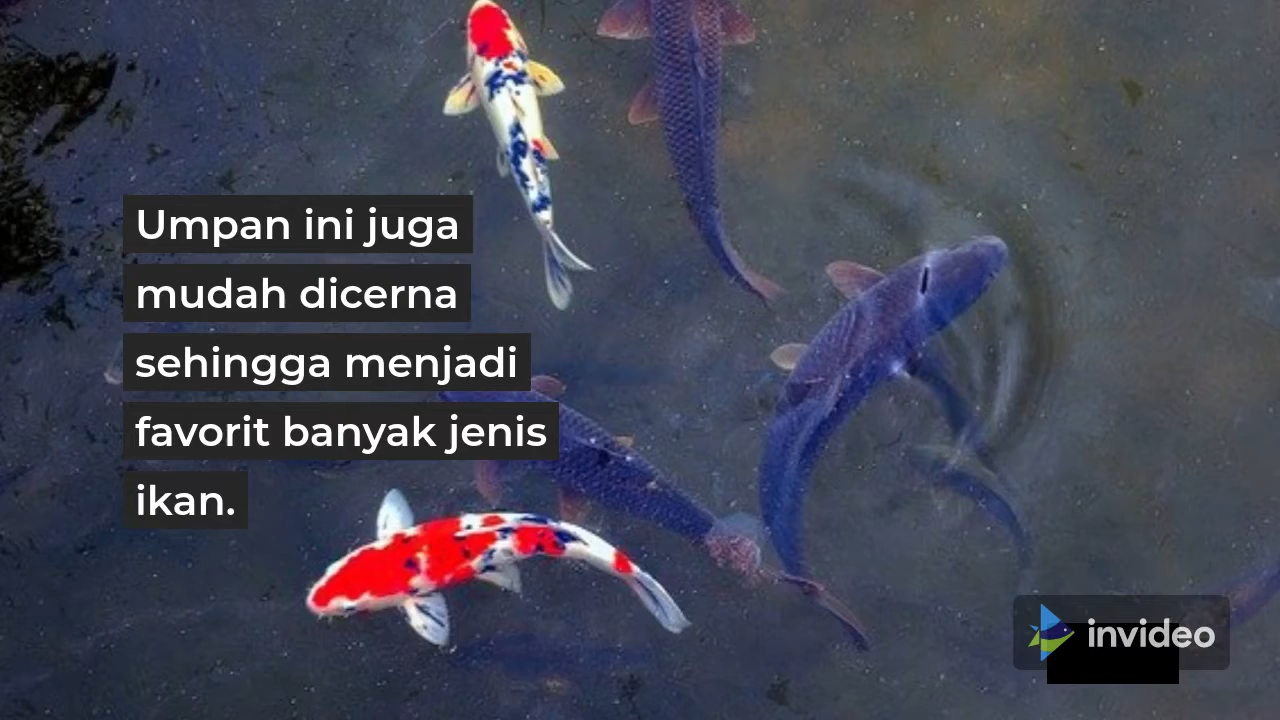 Umpan ini juga
mudah dicerna
sehingga menjadi
favorit banyak jenis
ikan.
invideo